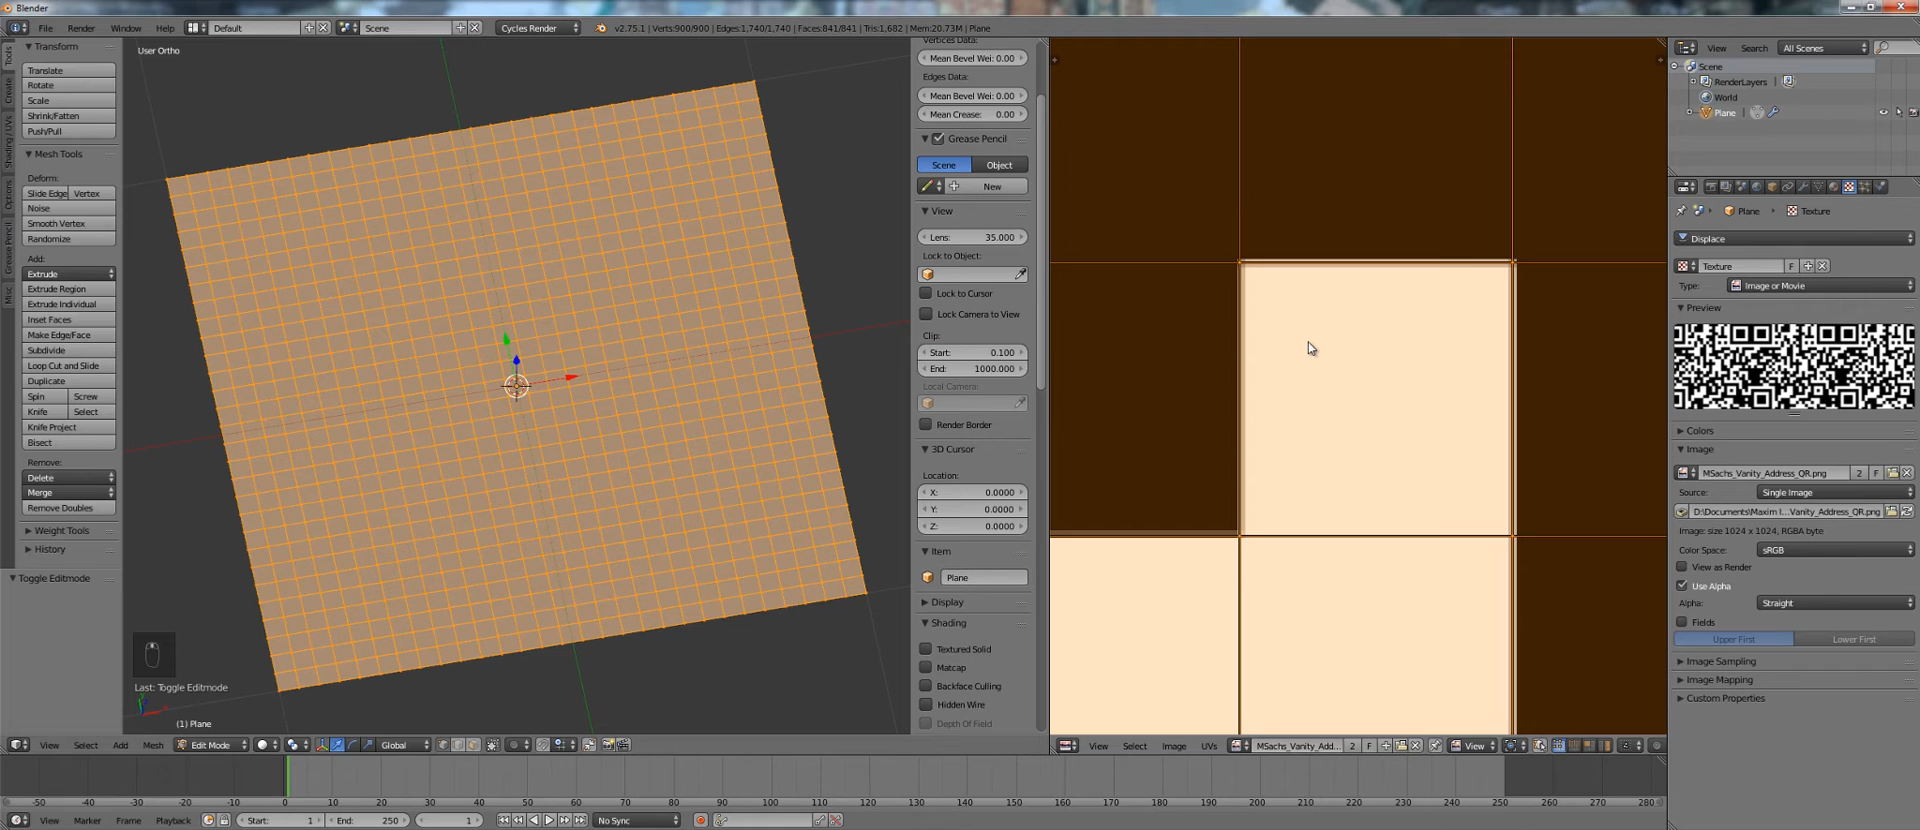 Blender
File Render Window Help Default Scene Cycles Render v2.75.1 | Verts:900/900 | Edges:1,740/1,740 | Faces:841/841 | Tris:1,682 | Mem:20.73M | Plane
Tools
Create
Shading / UVs
Options
Grease Pencil
Misc
Transform
Translate
Rotate
Scale
Shrink/Fatten
Push/Pull
Mesh Tools
Deform:
Slide Edge Vertex
Noise
Smooth Vertex
Randomize
Add:
Extrude
Extrude Region
Extrude Individual
Inset Faces
Make Edge/Face
Subdivide
Loop Cut and Slide
Duplicate
Spin Screw
Knife Select
Knife Project
Bisect
Remove:
Delete
Merge
Remove Doubles
Weight Tools
History
Toggle Editmode
User Ortho
Last: Toggle Editmode
(1) Plane
Vertices Data:
Mean Bevel Wei: 0.00
Edges Data:
Mean Bevel Wei: 0.00
Mean Crease: 0.00
Grease Pencil
Scene Object
New
View
Lens: 35.000
Lock to Object:
Lock to Cursor
Lock Camera to View
Clip:
Start: 0.100
End: 1000.000
Local Camera:
Render Border
3D Cursor
Location:
X: 0.0000
Y: 0.0000
Z: 0.0000
Item
Plane
Display
Shading
Textured Solid
Matcap
Backface Culling
Hidden Wire
Depth Of Field
View Search All Scenes
Scene
RenderLayers
World
Plane
Plane Texture
Displace
Texture F
Type: Image or Movie
Preview
Colors
Image
MSachs_Vanity_Address_QR.png 2 F
Source: Single Image
D:\Documents\Maxim I...Vanity_Address_QR.png
Image: size 1024 x 1024, RGBA byte
Color Space: sRGB
View as Render
Use Alpha
Alpha: Straight
Fields
Upper First Lower First
Image Sampling
Image Mapping
Custom Properties
View Select Add Mesh Edit Mode Global
View Select Image UVs MSachs_Vanity_Add... 2 F View
-50 -40 -30 -20 -10 0 10 20 30 40 50 60 70 80 90 100 110 120 130 140 150 160 170 180 190 200 210 220 230 240 250 260 270 280
View Marker Frame Playback Start: 1 End: 250 1 No Sync